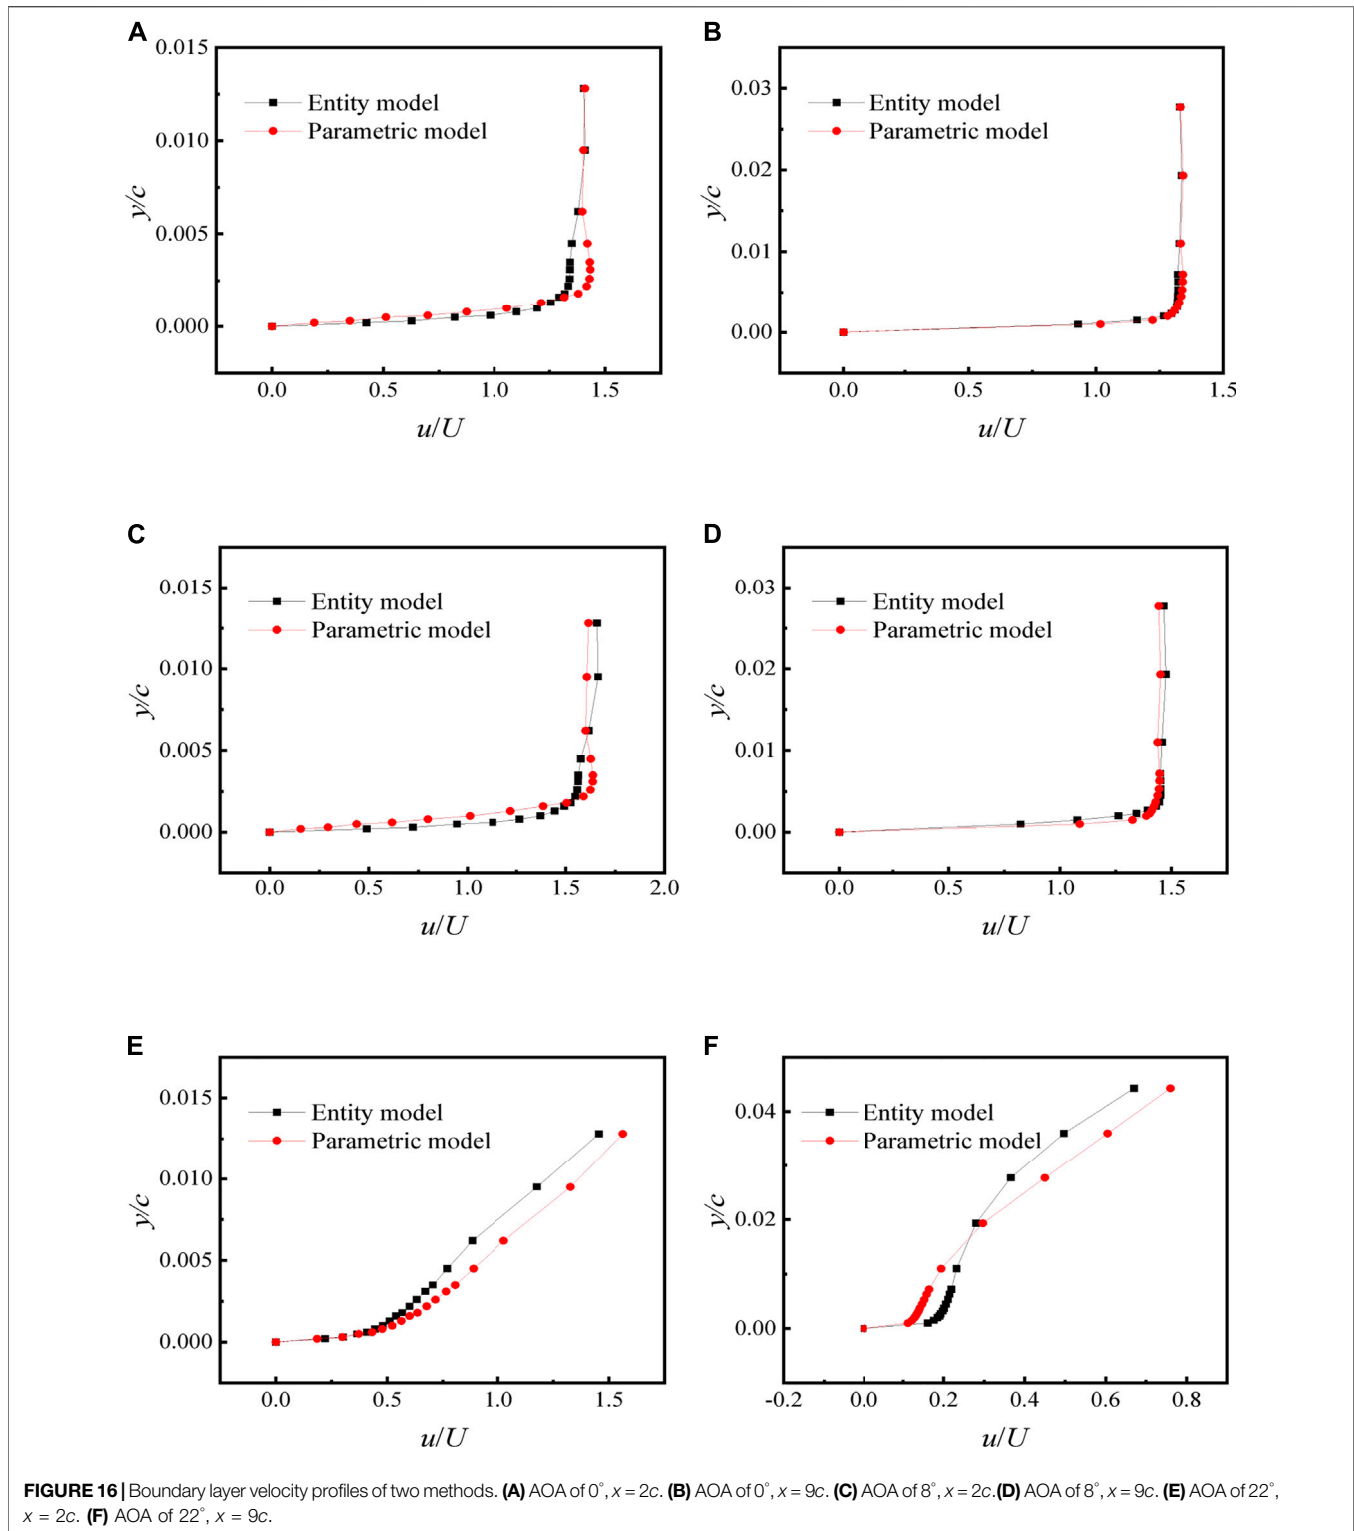 A
0.015
0.010
0.005
0.000
y/c
Entity model
Parametric model
0.0 0.5 1.0 1.5
u/U
B
0.03
0.02
0.01
0.00
y/c
Entity model
Parametric model
0.0 0.5 1.0 1.5
u/U
C
0.015
0.010
0.005
0.000
y/c
Entity model
Parametric model
0.0 0.5 1.0 1.5 2.0
u/U
D
0.03
0.02
0.01
0.00
y/c
Entity model
Parametric model
0.0 0.5 1.0 1.5
u/U
E
0.015
0.010
0.005
0.000
y/c
Entity model
Parametric model
0.0 0.5 1.0 1.5
u/U
F
0.04
0.02
0.00
y/c
Entity model
Parametric model
-0.2 0.0 0.2 0.4 0.6 0.8
u/U
FIGURE 16 | Boundary layer velocity profiles of two methods. (A) AOA of 0°, x = 2c. (B) AOA of 0°, x = 9c. (C) AOA of 8°, x = 2c.(D) AOA of 8°, x = 9c. (E) AOA of 22°,
x = 2c. (F) AOA of 22°, x = 9c.